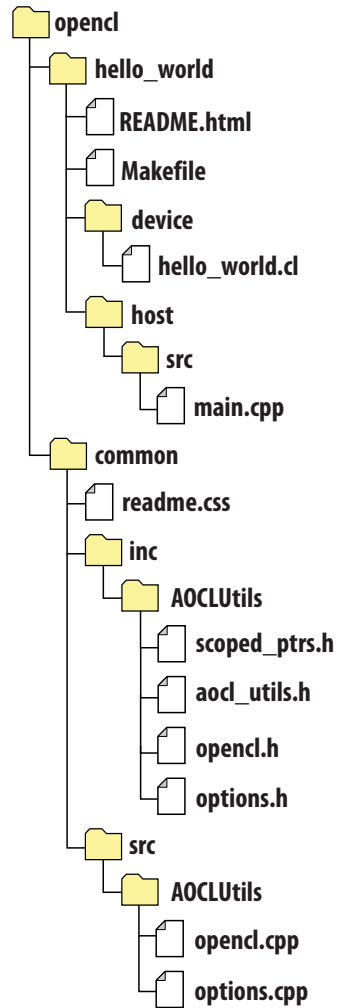 opencl
hello_world
README.html
Makefile
device
hello_world.cl
host
src
main.cpp
common
readme.css
inc
AOCLUtils
scoped_ptrs.h
aocl_utils.h
opencl.h
options.h
src
AOCLUtils
opencl.cpp
options.cpp